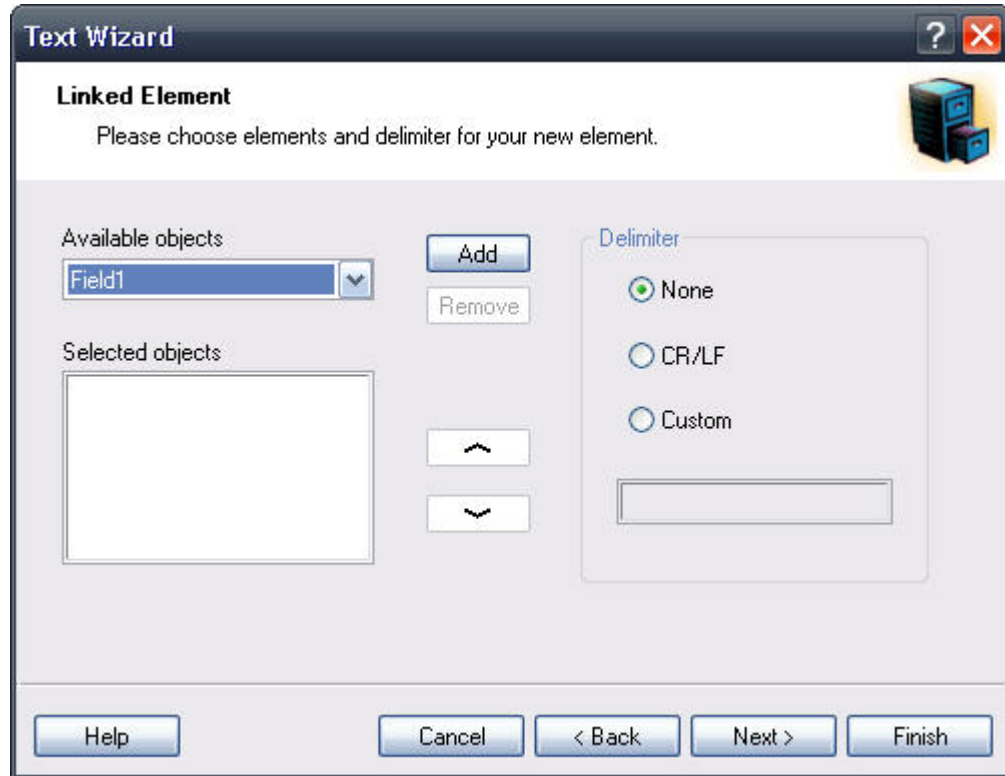 Text Wizard
?
Linked Element
Please choose elements and delimiter for your new element.
Available objects
Field1
Add
Remove
Selected objects
Delimiter
None
CR/LF
Custom
Help
Cancel
< Back
Next >
Finish